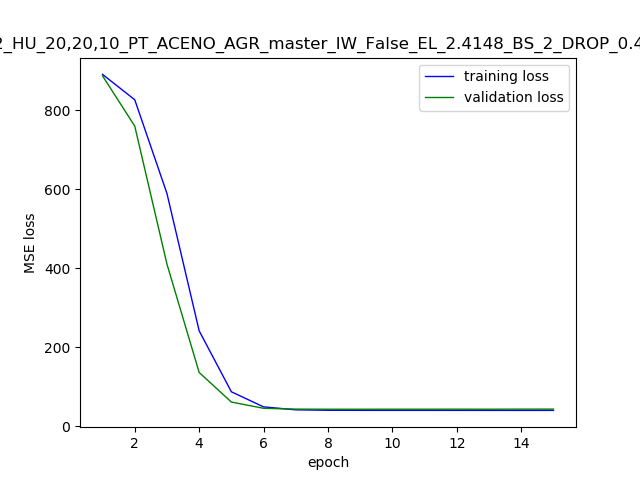 2_HU_20,20,10_PT_ACENO_AGR_master_IW_False_EL_2.4148_BS_2_DROP_0.4
training loss
validation loss
800
600
400
200
0
MSE loss
2 4 6 8 10 12 14
epoch